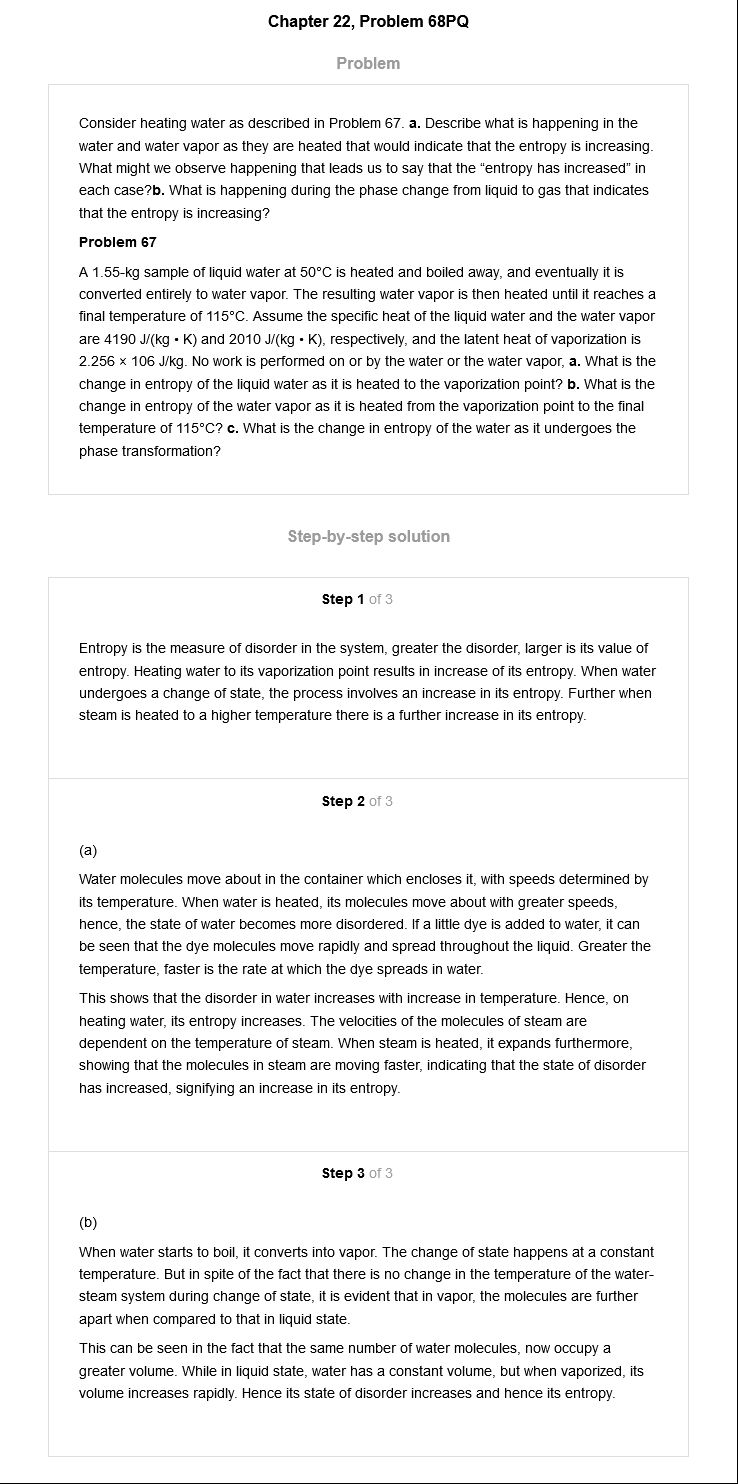 Chapter 22, Problem 68PQ
Problem
Consider heating water as described in Problem 67. a. Describe what is happening in the
water and water vapor as they are heated that would indicate that the entropy is increasing.
What might we observe happening that leads us to say that the “entropy has increased” in
each case?b. What is happening during the phase change from liquid to gas that indicates
that the entropy is increasing?
Problem 67
A 1.55-kg sample of liquid water at 50°C is heated and boiled away, and eventually it is
converted entirely to water vapor. The resulting water vapor is then heated until it reaches a
final temperature of 115°C. Assume the specific heat of the liquid water and the water vapor
are 4190 J/(kg • K) and 2010 J/(kg • K), respectively, and the latent heat of vaporization is
2.256 × 106 J/kg. No work is performed on or by the water or the water vapor, a. What is the
change in entropy of the liquid water as it is heated to the vaporization point? b. What is the
change in entropy of the water vapor as it is heated from the vaporization point to the final
temperature of 115°C? c. What is the change in entropy of the water as it undergoes the
phase transformation?
Step-by-step solution
Step 1 of 3
Entropy is the measure of disorder in the system, greater the disorder, larger is its value of
entropy. Heating water to its vaporization point results in increase of its entropy. When water
undergoes a change of state, the process involves an increase in its entropy. Further when
steam is heated to a higher temperature there is a further increase in its entropy.
Step 2 of 3
(a)
Water molecules move about in the container which encloses it, with speeds determined by
its temperature. When water is heated, its molecules move about with greater speeds,
hence, the state of water becomes more disordered. If a little dye is added to water, it can
be seen that the dye molecules move rapidly and spread throughout the liquid. Greater the
temperature, faster is the rate at which the dye spreads in water.
This shows that the disorder in water increases with increase in temperature. Hence, on
heating water, its entropy increases. The velocities of the molecules of steam are
dependent on the temperature of steam. When steam is heated, it expands furthermore,
showing that the molecules in steam are moving faster, indicating that the state of disorder
has increased, signifying an increase in its entropy.
Step 3 of 3
(b)
When water starts to boil, it converts into vapor. The change of state happens at a constant
temperature. But in spite of the fact that there is no change in the temperature of the water-
steam system during change of state, it is evident that in vapor, the molecules are further
apart when compared to that in liquid state.
This can be seen in the fact that the same number of water molecules, now occupy a
greater volume. While in liquid state, water has a constant volume, but when vaporized, its
volume increases rapidly. Hence its state of disorder increases and hence its entropy.